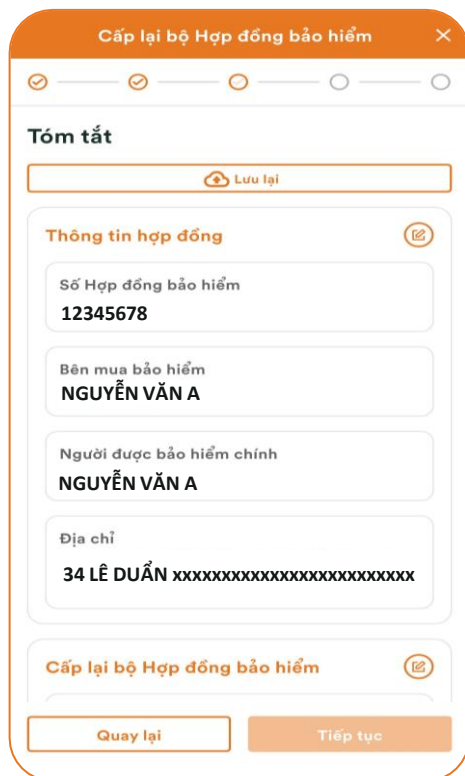 Cấp lại bộ Hợp đồng bảo hiểm
Tóm tắt
Lưu lại
Thông tin hợp đồng
Số Hợp đồng bảo hiểm
12345678
Bên mua bảo hiểm
NGUYỄN VĂN A
Người được bảo hiểm chính
NGUYỄN VĂN A
Địa chỉ
34 LÊ DUẨN xxxxxxxxxxxxxxxxxxxxxxxxx
Cấp lại bộ Hợp đồng bảo hiểm
Quay lại
Tiếp tục